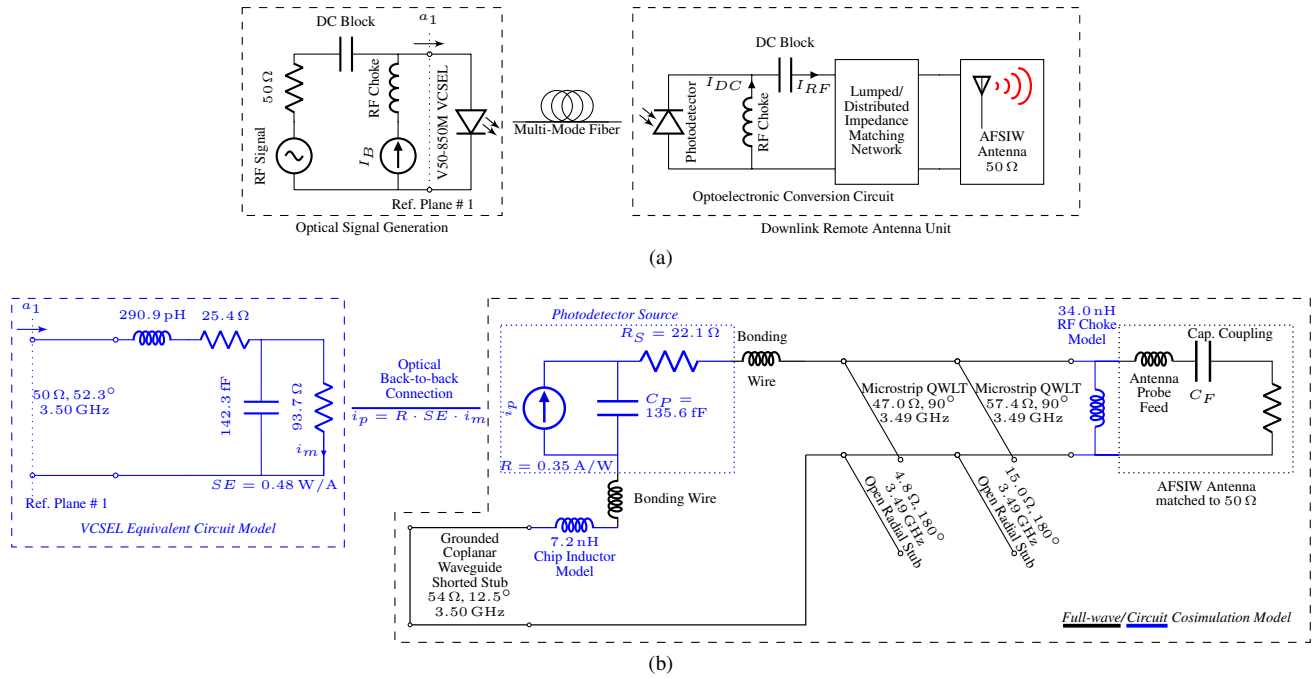 DC Block
a₁
50 Ω
RF Choke
V50-850M VCSEL
RF Signal
I_B
Ref. Plane # 1
Optical Signal Generation
Multi-Mode Fiber
DC Block
I_DC
I_RF
Photodetector
RF Choke
Lumped/
Distributed
Impedance
Matching
Network
AFSIW
Antenna
50 Ω
Optoelectronic Conversion Circuit
Downlink Remote Antenna Unit
(a)
a₁
290.9 pH
25.4 Ω
50 Ω, 52.3°
3.50 GHz
142.3 fF
93.7 Ω
i_m
SE = 0.48 W/A
Ref. Plane # 1
VCSEL Equivalent Circuit Model
Optical
Back-to-back
Connection
i_p = R · SE · i_m
Photodetector Source
R_S = 22.1 Ω
i_p
C_P =
135.6 fF
R = 0.35 A/W
Bonding
Wire
Bonding Wire
7.2 nH
Chip Inductor
Model
Grounded
Coplanar
Waveguide
Shorted Stub
54 Ω, 12.5°
3.50 GHz
Microstrip QWLT
47.0 Ω, 90°
3.49 GHz
Microstrip QWLT
57.4 Ω, 90°
3.49 GHz
4.8 Ω, 180°
3.49 GHz
Open Radial Stub
15.0 Ω, 180°
3.49 GHz
Open Radial Stub
34.0 nH
RF Choke
Model
Cap. Coupling
Antenna
Probe
Feed
C_F
AFSIW Antenna
matched to 50 Ω
Full-wave/Circuit Cosimulation Model
(b)